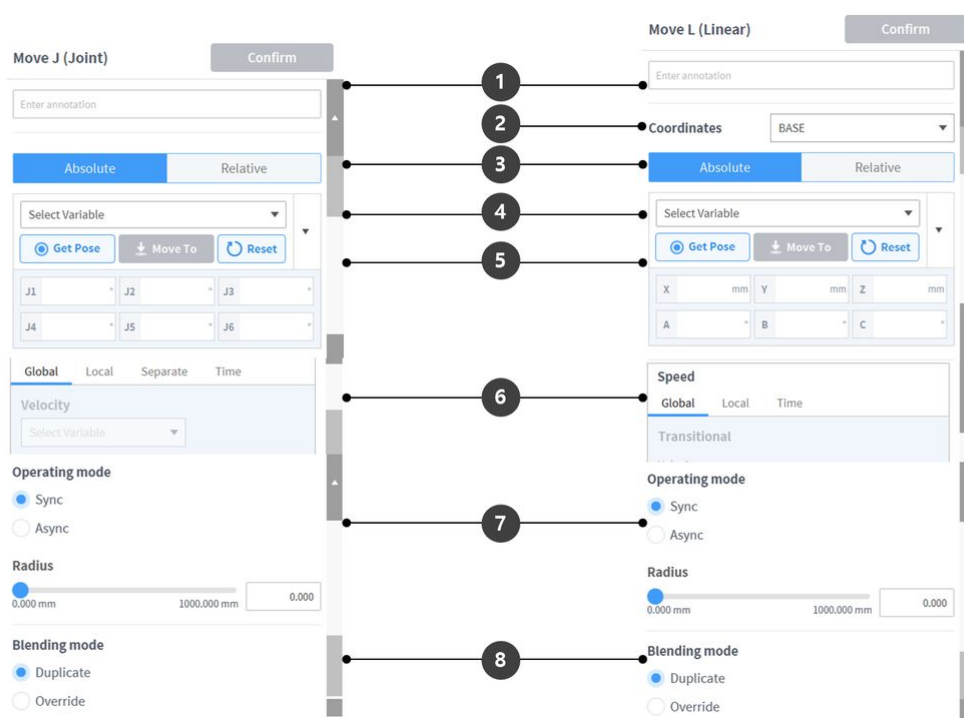 Move J (Joint)
Confirm
Enter annotation
Absolute
Relative
Select Variable
Get Pose
Move To
Reset
J1 °
J2 °
J3 °
J4 °
J5 °
J6 °
Global
Local
Separate
Time
Velocity
Select Variable
Operating mode
Sync
Async
Radius
0.000 mm
1000.000 mm
0.000
Blending mode
Duplicate
Override
1
2
3
4
5
6
7
8
Move L (Linear)
Confirm
Enter annotation
Coordinates
BASE
Absolute
Relative
Select Variable
Get Pose
Move To
Reset
X mm
Y mm
Z mm
A °
B °
C °
Speed
Global
Local
Time
Transitional
Operating mode
Sync
Async
Radius
0.000 mm
1000.000 mm
0.000
Blending mode
Duplicate
Override